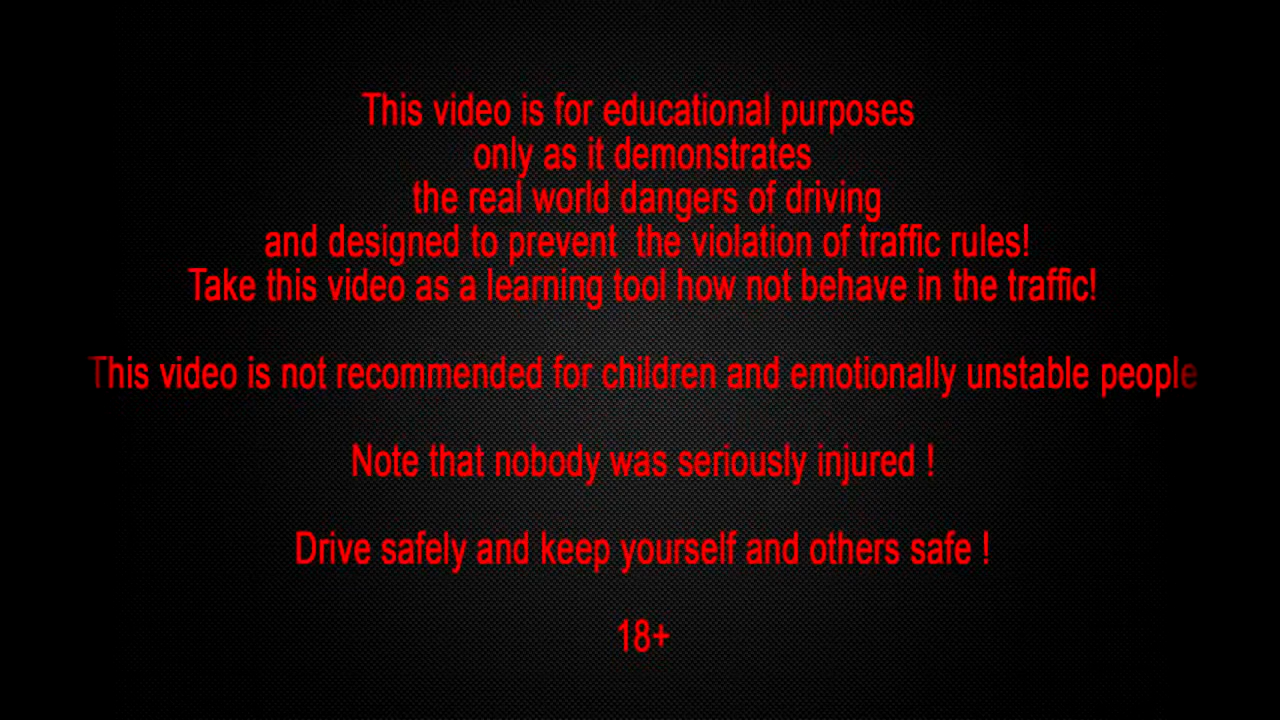 This video is for educational purposes
only as it demonstrates
the real world dangers of driving
and designed to prevent  the violation of traffic rules!
Take this video as a learning tool how not behave in the traffic!
This video is not recommended for children and emotionally unstable people
Note that nobody was seriously injured !
Drive safely and keep yourself and others safe !
18+